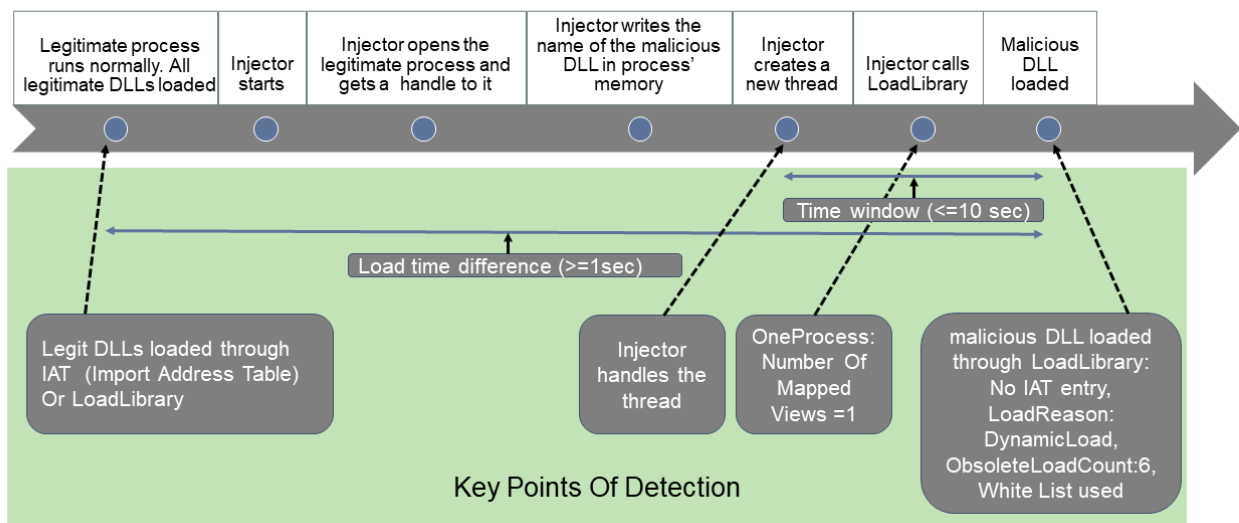 Legitimate process
runs normally. All
legitimate DLLs loaded
Injector
starts
Injector opens the
legitimate process and
gets a handle to it
Injector writes the
name of the malicious
DLL in process'
memory
Injector
creates a
new thread
Injector calls
LoadLibrary
Malicious
DLL
loaded
Time window (<=10 sec)
Load time difference (>=1sec)
Legit DLLs loaded through
IAT (Import Address Table)
Or LoadLibrary
Injector
handles the
thread
OneProcess:
Number Of
Mapped
Views =1
malicious DLL loaded
through LoadLibrary:
No IAT entry,
LoadReason:
DynamicLoad,
ObsoleteLoadCount:6,
White List used
Key Points Of Detection